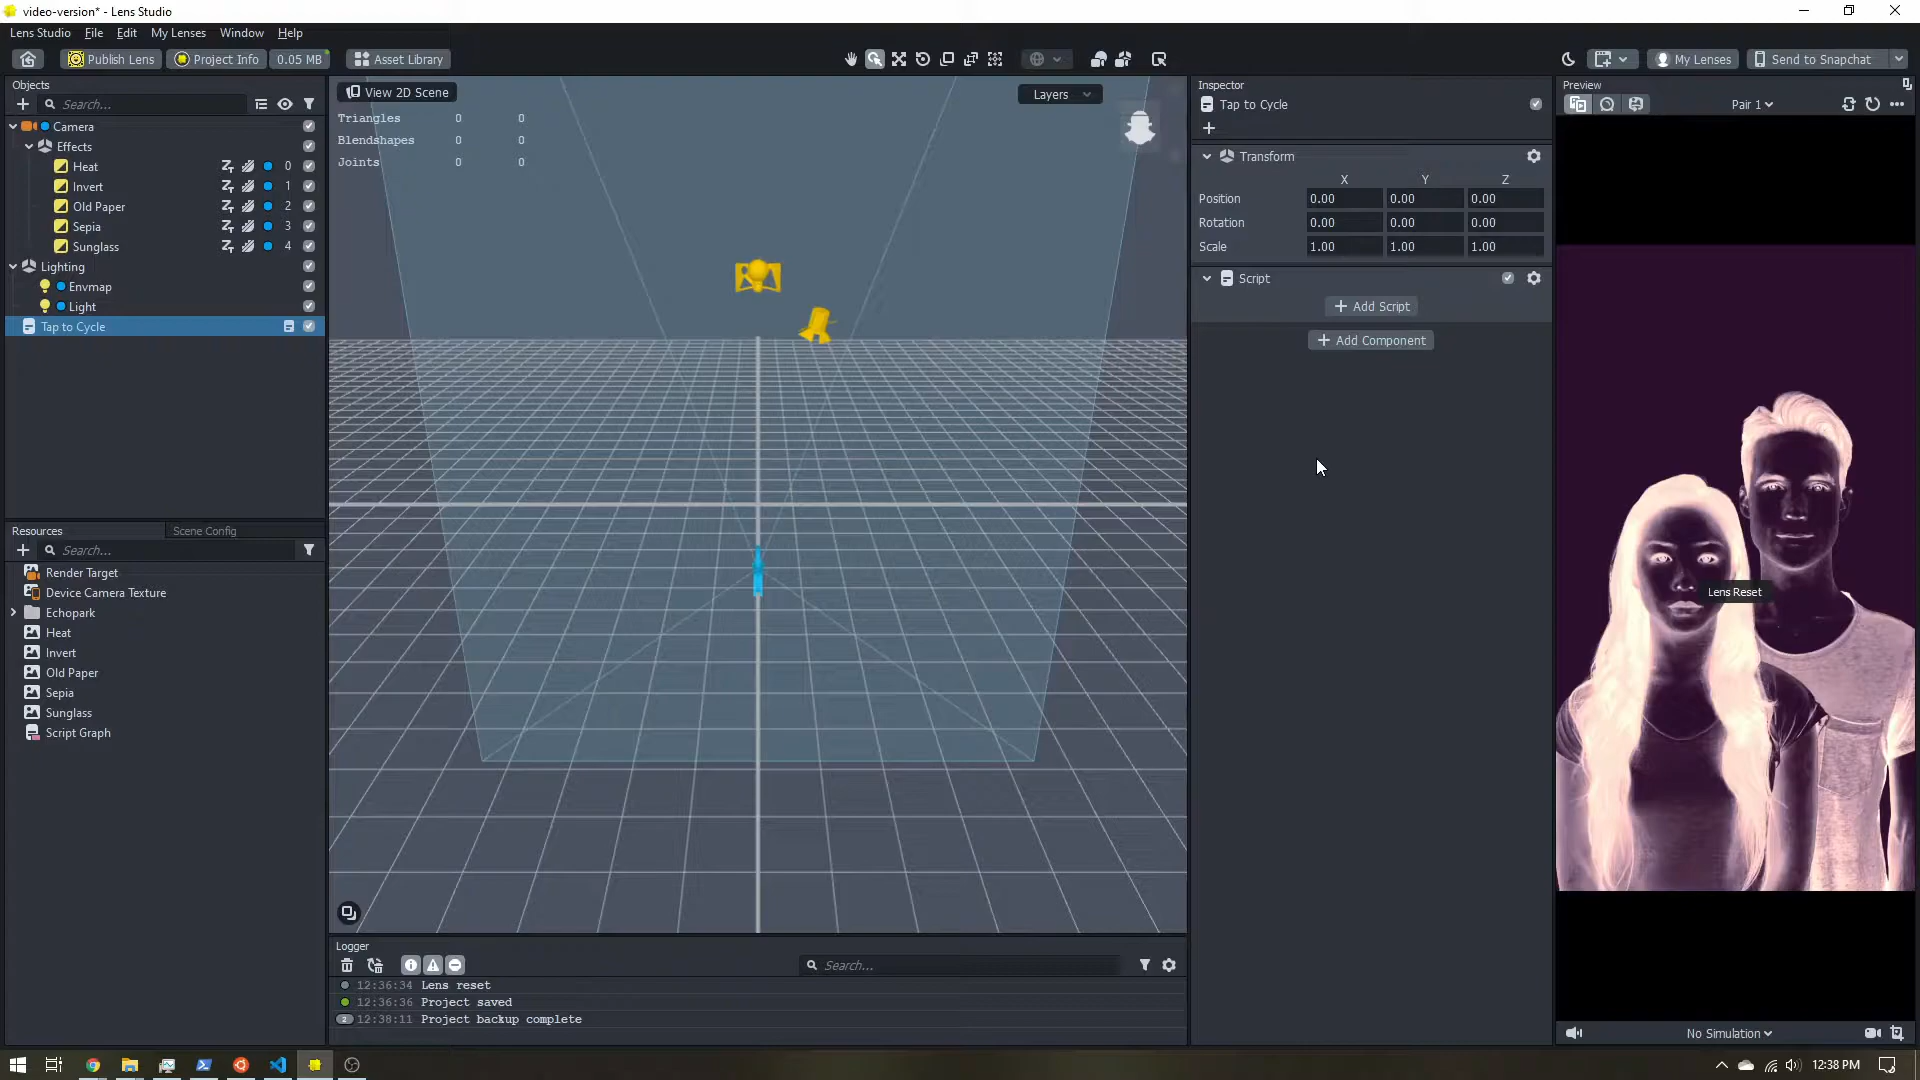 video-version* - Lens Studio
Lens Studio File Edit My Lenses Window Help
Publish Lens Project Info 0.05 MB Asset Library My Lenses Send to Snapchat
Objects
Search...
Camera
Effects
Heat 0
Invert 1
Old Paper 2
Sepia 3
Sunglass 4
Lighting
Envmap
Light
Tap to Cycle
Resources Scene Config
Search...
Render Target
Device Camera Texture
Echopark
Heat
Invert
Old Paper
Sepia
Sunglass
Script Graph
View 2D Scene
Layers
Triangles 0 0
Blendshapes 0 0
Joints 0 0
Logger
Search...
12:36:34 Lens reset
12:36:36 Project saved
2 12:38:11 Project backup complete
Inspector
Tap to Cycle
Transform
X Y Z
Position 0.00 0.00 0.00
Rotation 0.00 0.00 0.00
Scale 1.00 1.00 1.00
Script
+ Add Script
+ Add Component
Preview
Pair 1
Lens Reset
No Simulation
12:38 PM